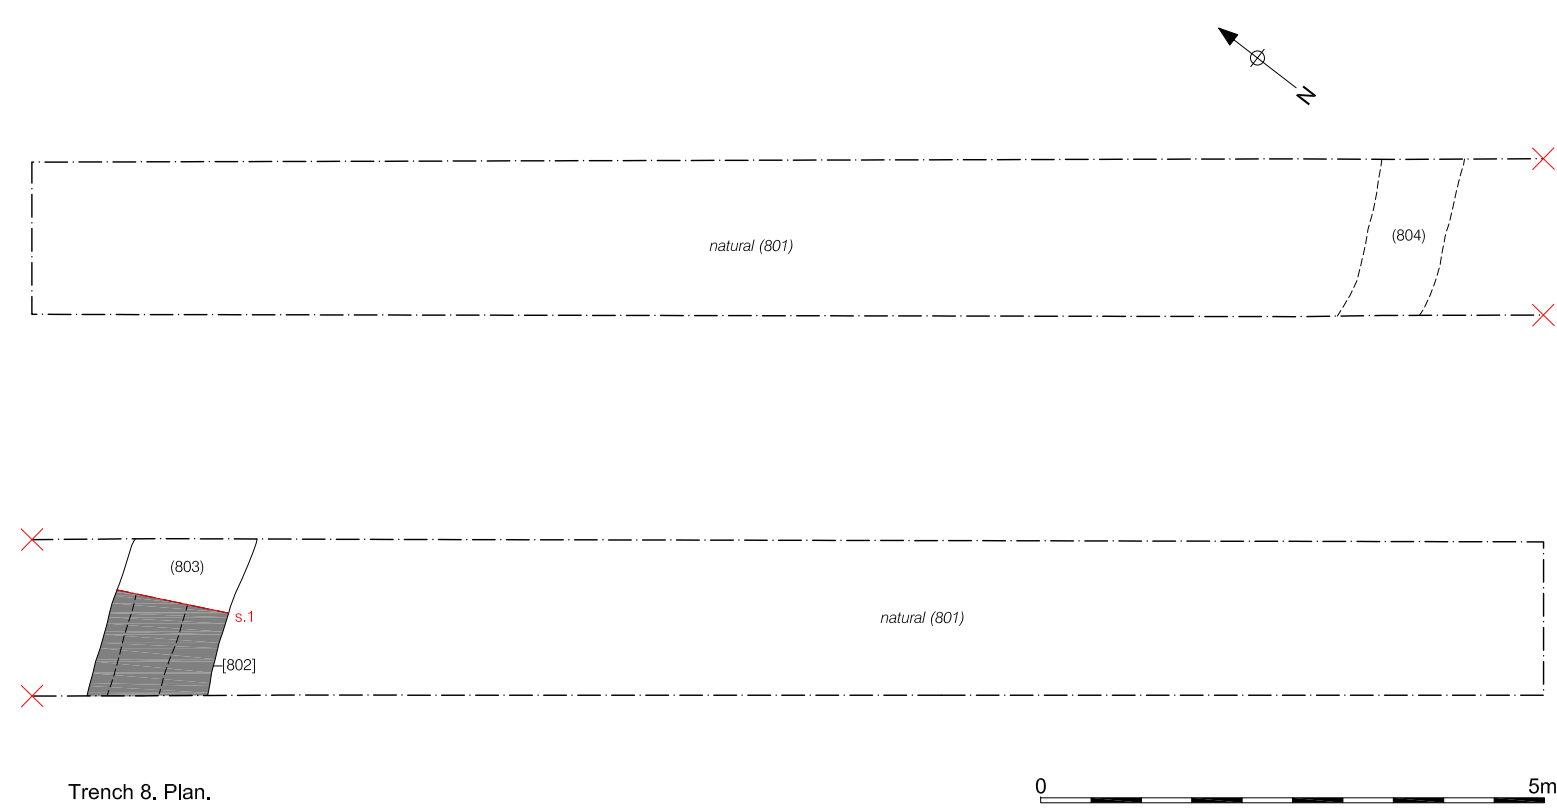 N
natural (801)
(804)
(803)
s.1
natural (801)
[802]
Trench 8. Plan.
0 5m